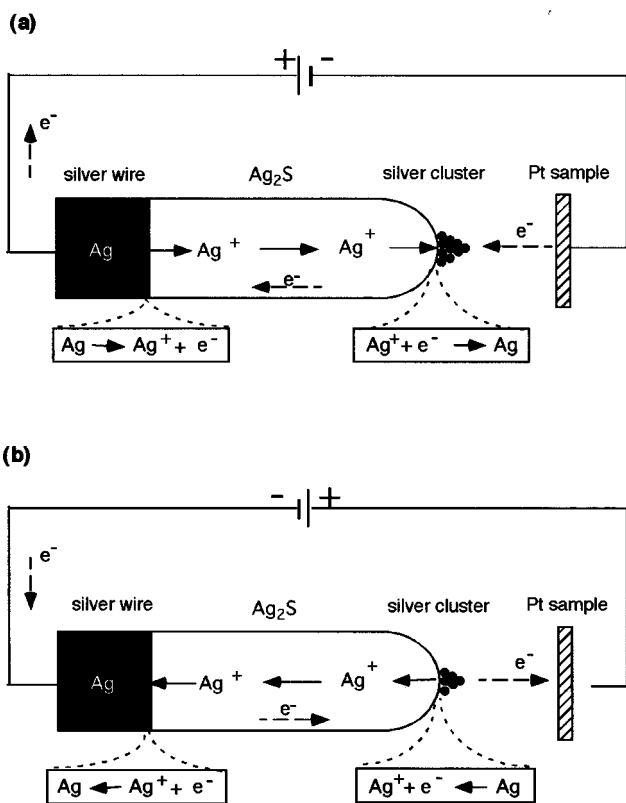 (a)
+ -
e⁻
silver wire Ag₂S silver cluster Pt sample
e⁻
Ag Ag⁺ Ag⁺
e⁻
Ag → Ag⁺ + e⁻ Ag⁺ + e⁻ → Ag
(b)
- +
e⁻
silver wire Ag₂S silver cluster Pt sample
e⁻
Ag Ag⁺ Ag⁺
e⁻
Ag ← Ag⁺ + e⁻ Ag⁺ + e⁻ ← Ag